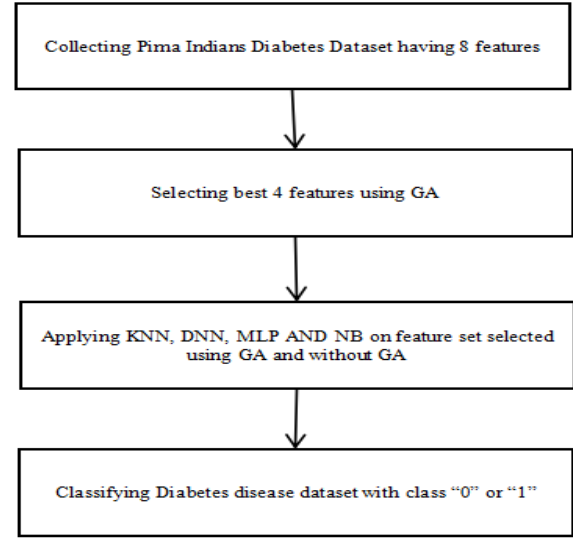 Collecting Pima Indians Diabetes Dataset having 8 features
Selecting best 4 features using GA
Applying KNN, DNN, MLP AND NB on feature set selected
using GA and without GA
Classifying Diabetes disease dataset with class “0” or “1”